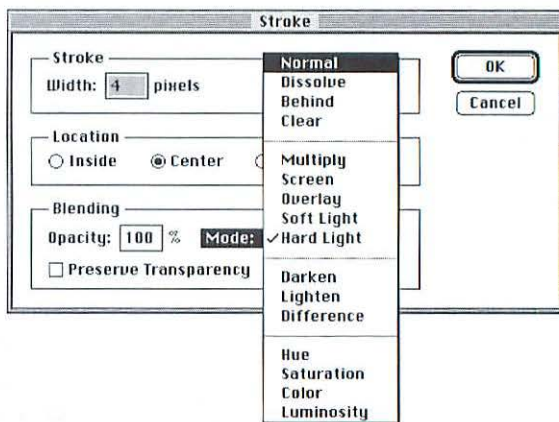 Stroke
Stroke
Width: 4 pixels
Location
Inside Center
Blending
Opacity: 100 % Mode:
Preserve Transparency
Normal
Dissolve
Behind
Clear
Multiply
Screen
Overlay
Soft Light
✓Hard Light
Darken
Lighten
Difference
Hue
Saturation
Color
Luminosity
OK
Cancel